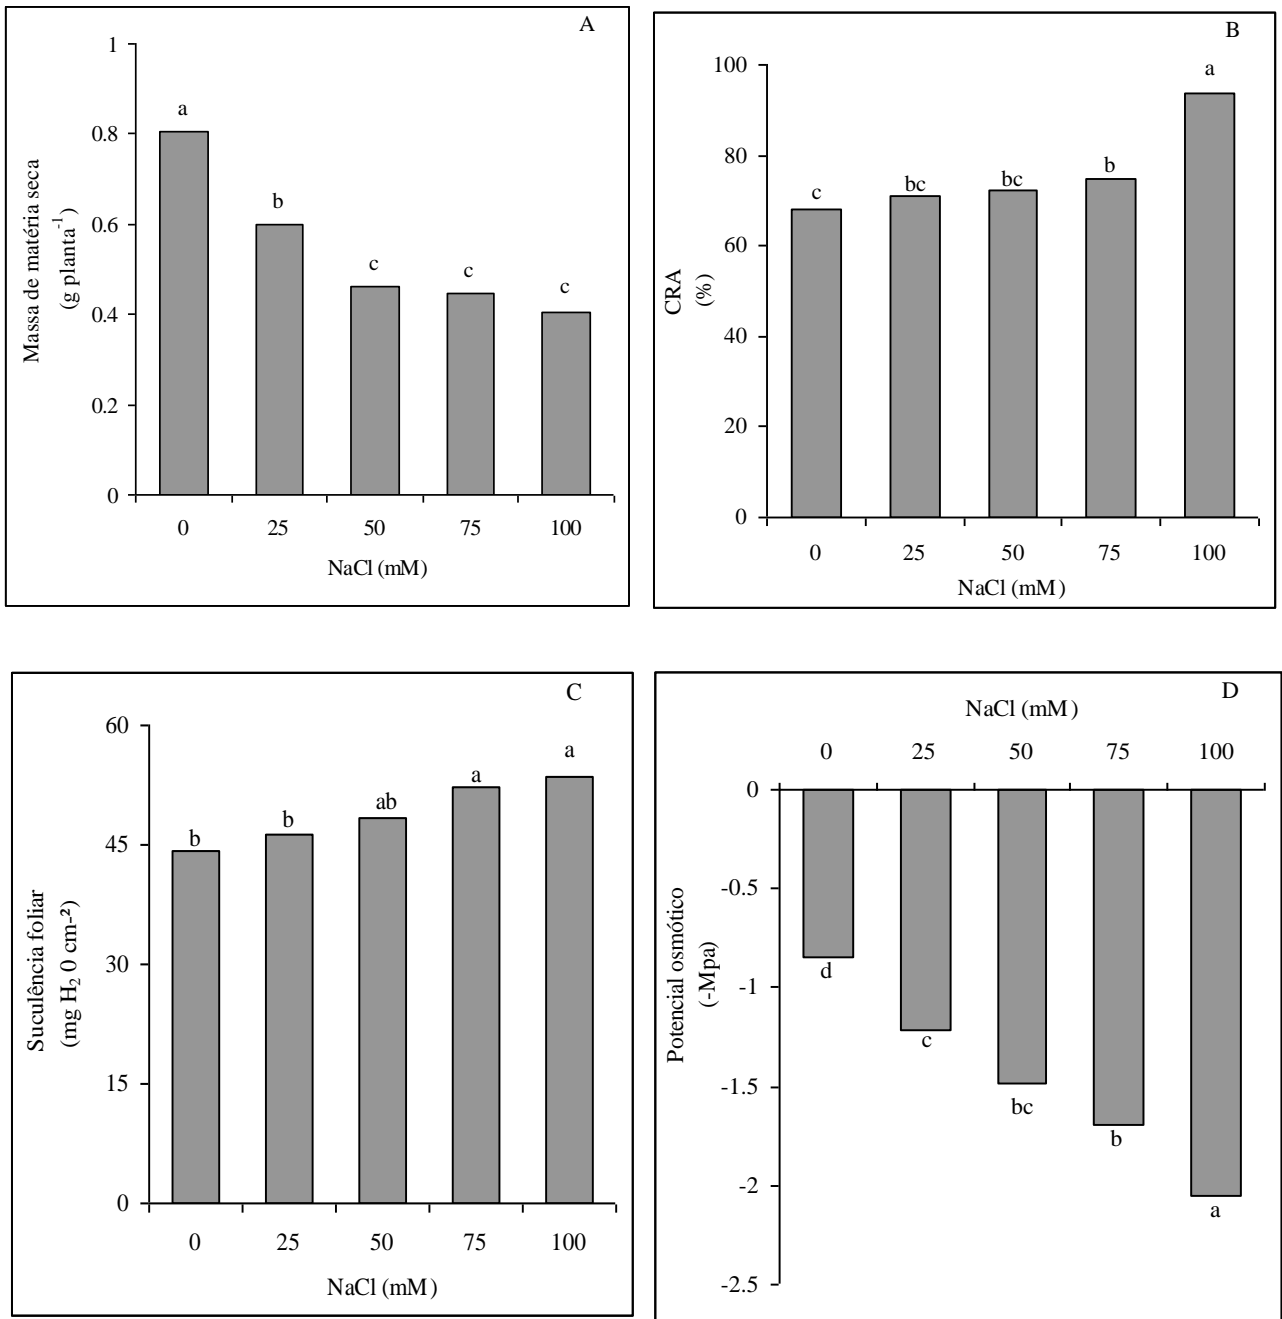 A
Massa de matéria seca
(g planta⁻¹)
1
0.8
0.6
0.4
0.2
0
a
b
c
c
c
0 25 50 75 100
NaCl (mM)
B
CRA
(%)
100
80
60
40
20
0
c
bc
bc
b
a
0 25 50 75 100
NaCl (mM)
C
Suculência foliar
(mg H₂ 0 cm-²)
60
45
30
15
0
b
b
ab
a
a
0 25 50 75 100
NaCl (mM)
D
NaCl (mM)
0 25 50 75 100
Potencial osmótico
(-Mpa)
0
-0.5
-1
-1.5
-2
-2.5
d
c
bc
b
a